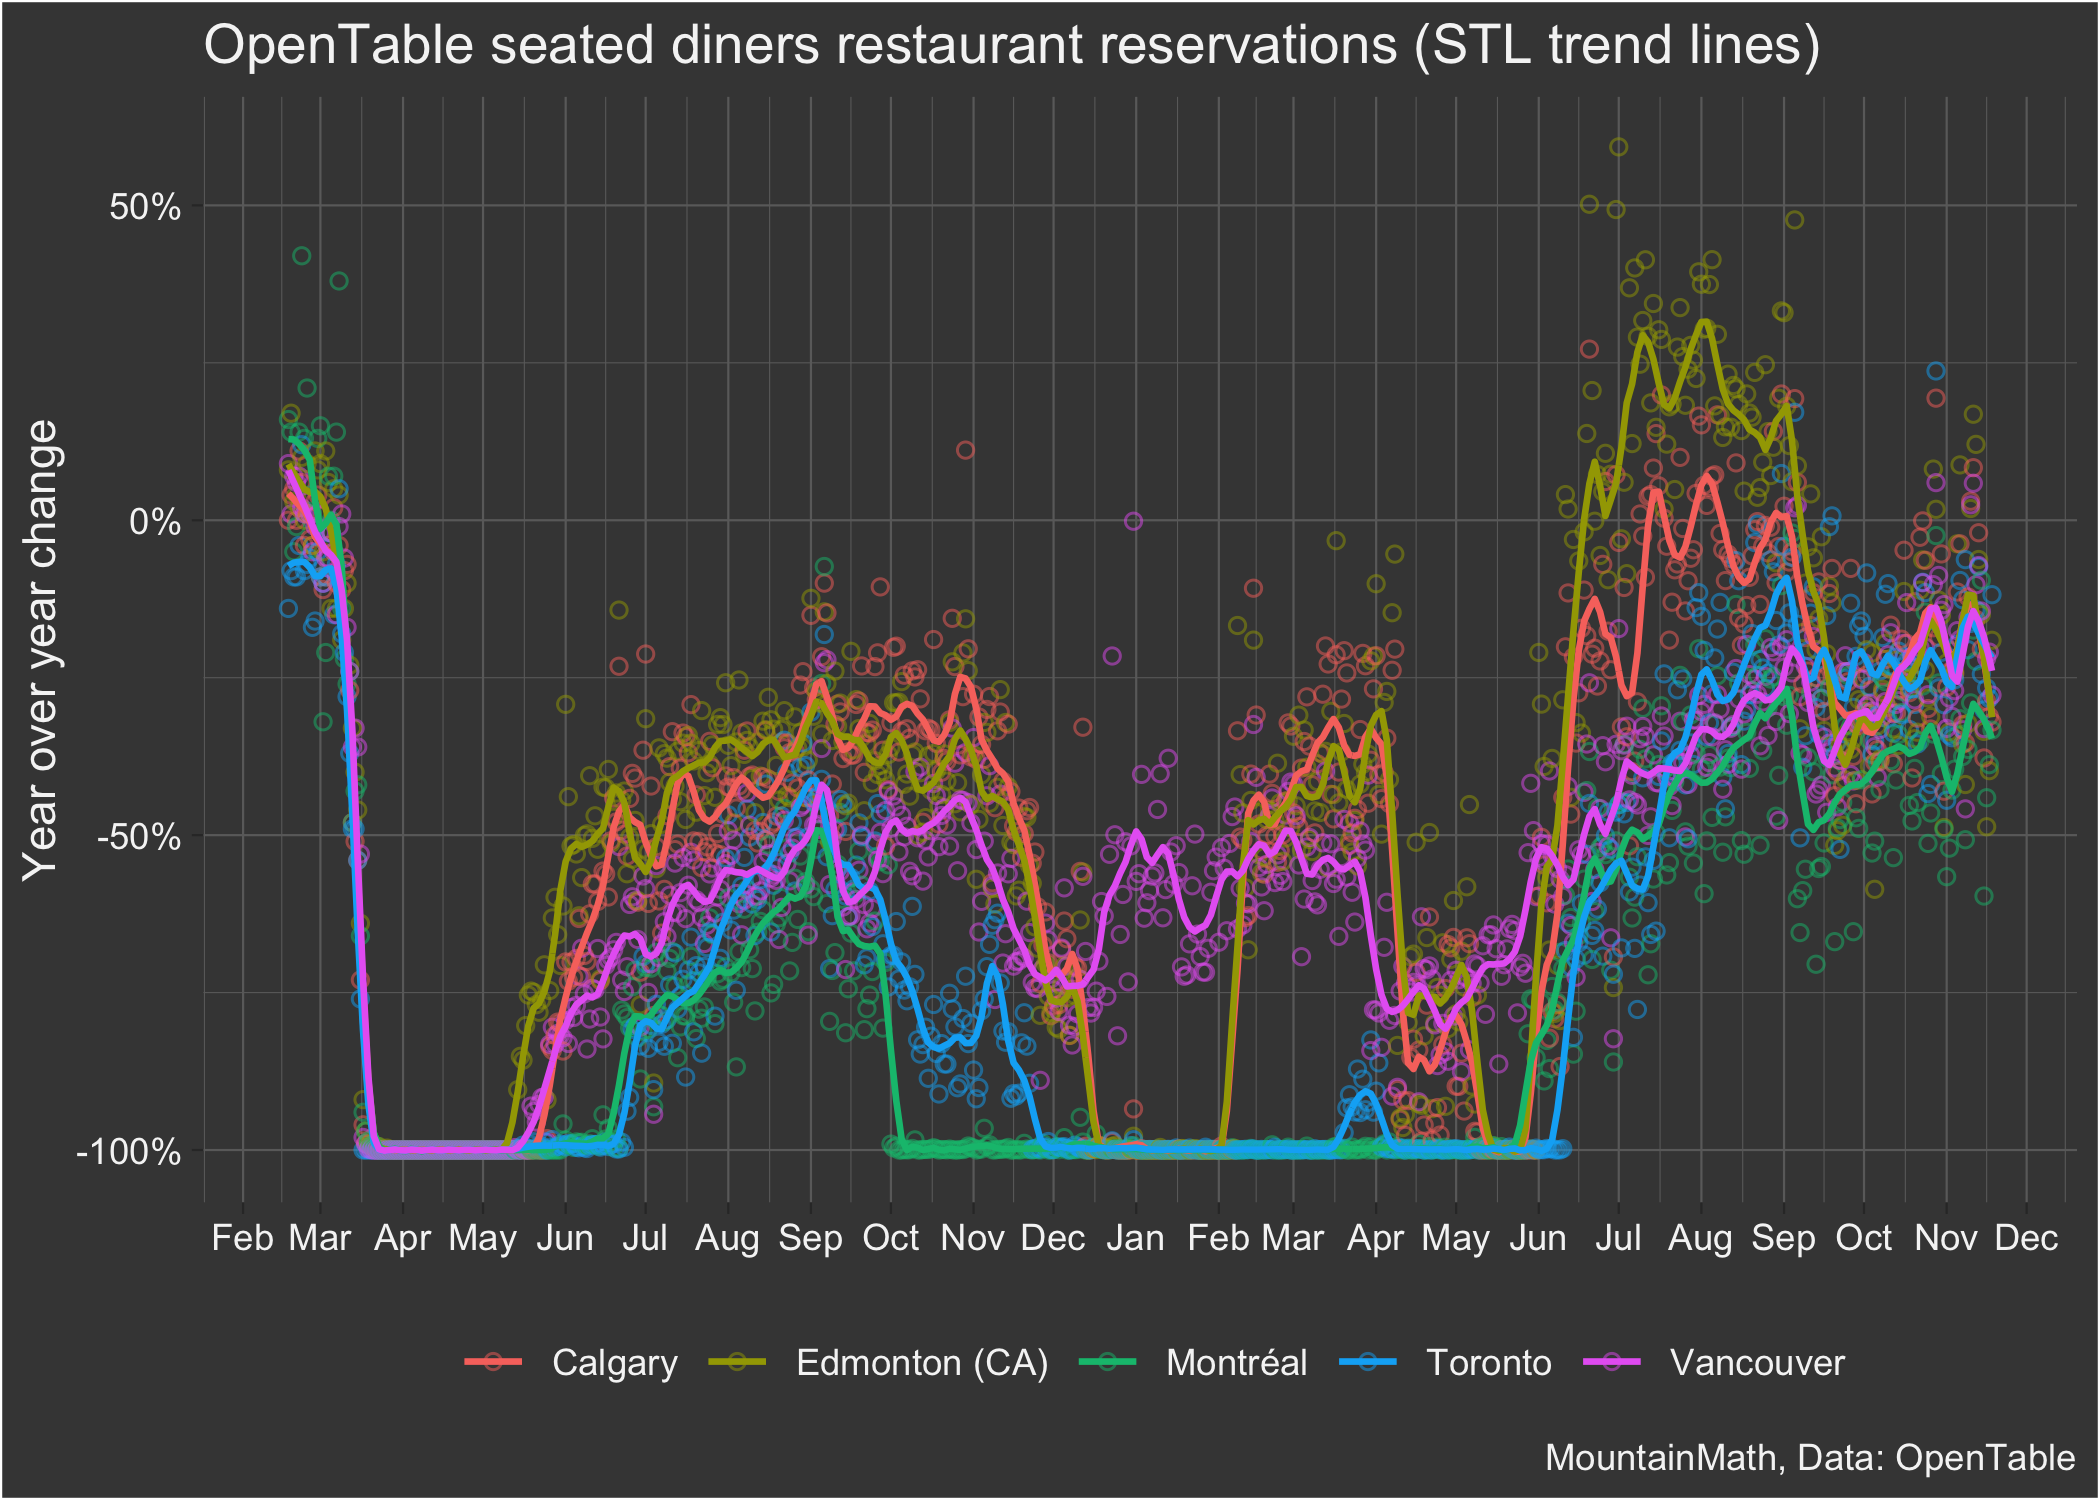 OpenTable seated diners restaurant reservations (STL trend lines)
Year over year change
50%
0%
-50%
-100%
Feb Mar Apr May Jun Jul Aug Sep Oct Nov Dec Jan Feb Mar Apr May Jun Jul Aug Sep Oct Nov Dec
Calgary Edmonton (CA) Montréal Toronto Vancouver
MountainMath, Data: OpenTable